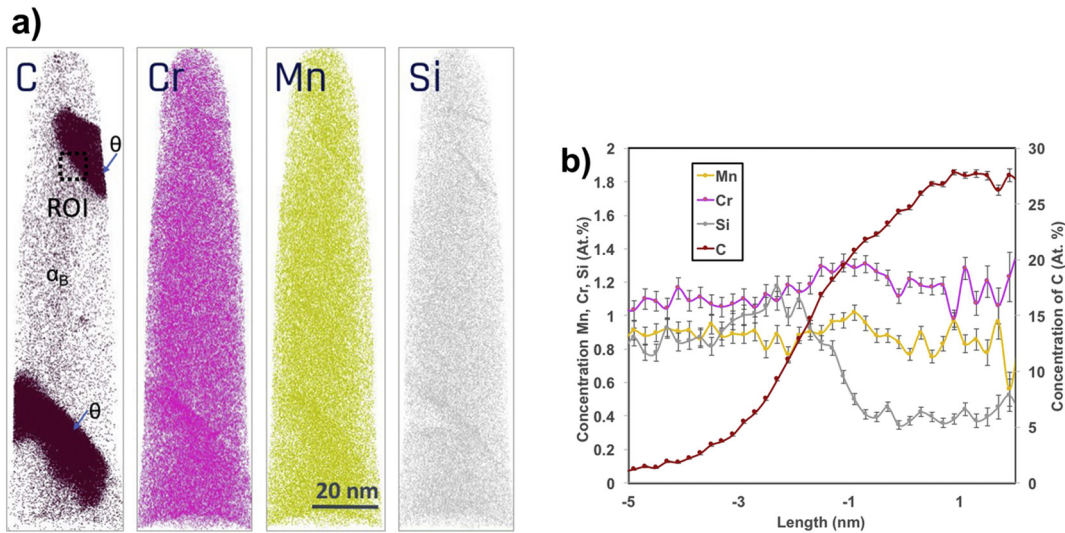 a)
C
Cr
Mn
Si
θ
ROI
αB
θ
20 nm
b)
Concentration Mn, Cr, Si (At.%)
2
1.8
1.6
1.4
1.2
1
0.8
0.6
0.4
0.2
0
Mn
Cr
Si
C
30
25
20
15
10
5
0
Concentration of C (At. %)
-5
-3
-1
1
Length (nm)